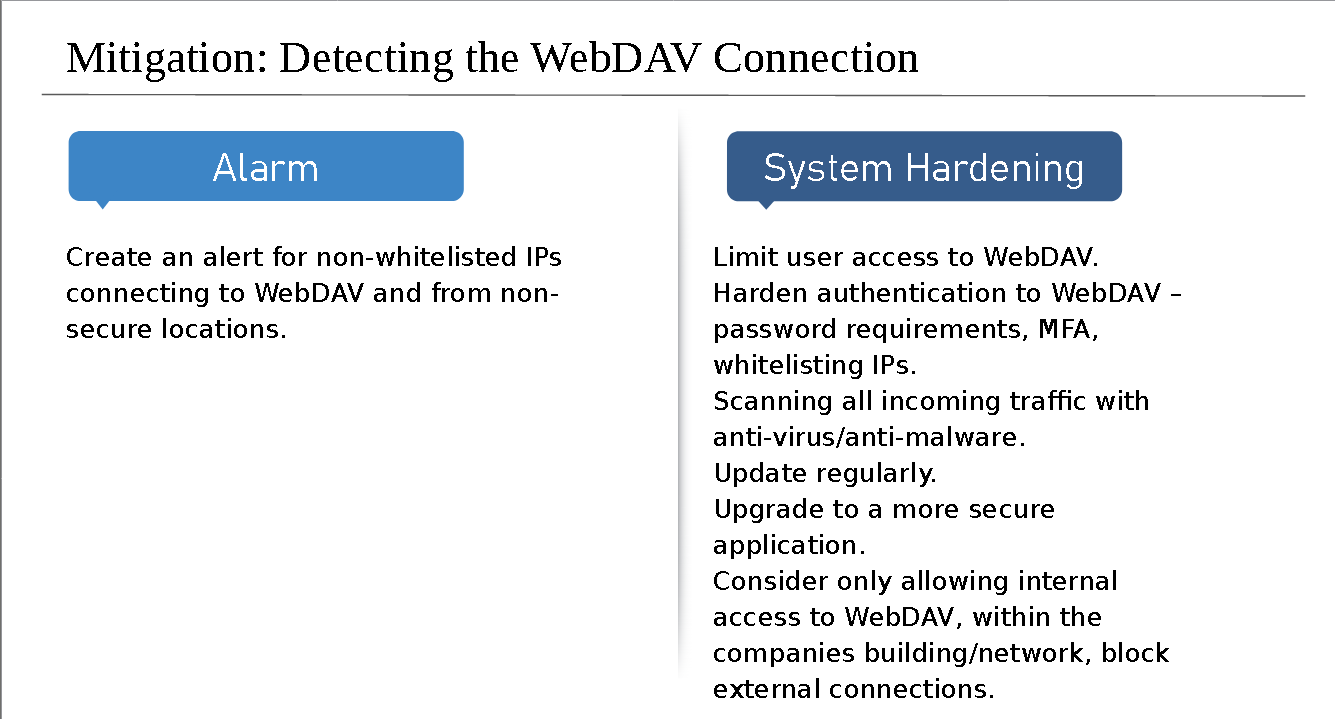 Mitigation: Detecting the WebDAV Connection
Alarm
Create an alert for non-whitelisted IPs
connecting to WebDAV and from non-
secure locations.
System Hardening
Limit user access to WebDAV.
Harden authentication to WebDAV –
password requirements, MFA,
whitelisting IPs.
Scanning all incoming traffic with
anti-virus/anti-malware.
Update regularly.
Upgrade to a more secure
application.
Consider only allowing internal
access to WebDAV, within the
companies building/network, block
external connections.